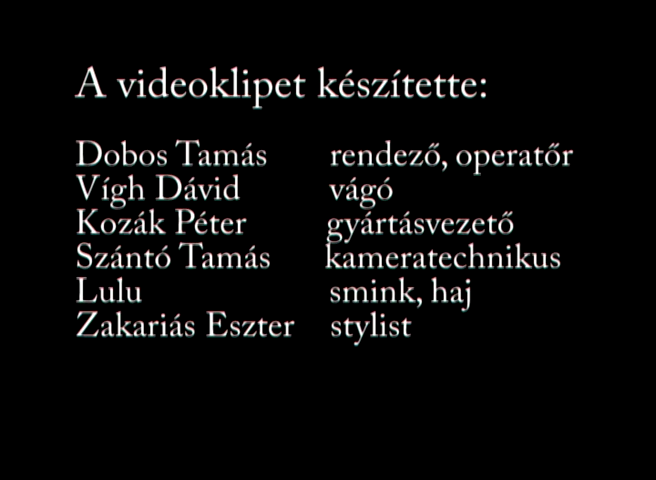 A videoklipet készítette:
Dobos Tamás rendező, operatőr
Vígh Dávid vágó
Kozák Péter gyártásvezető
Szántó Tamás kameratechnikus
Lulu smink, haj
Zakariás Eszter stylist